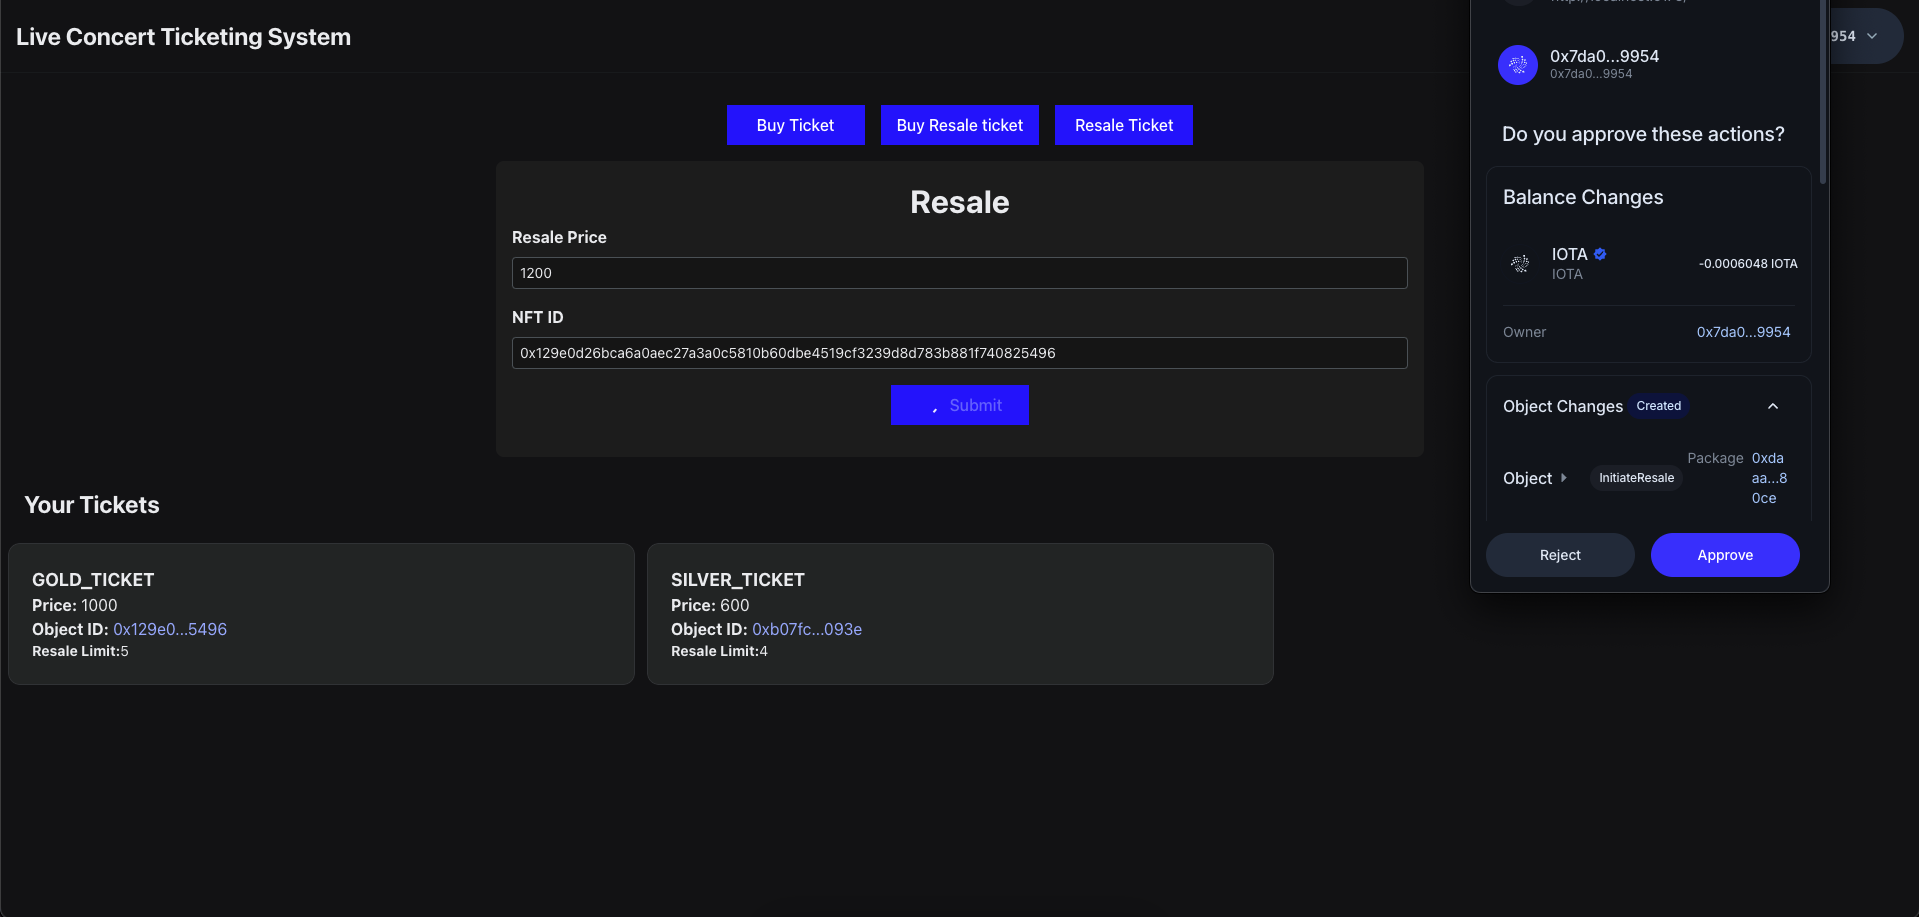 Live Concert Ticketing System
954
Buy Ticket
Buy Resale ticket
Resale Ticket
Resale
Resale Price
1200
NFT ID
0x129e0d26bca6a0aec27a3a0c5810b60dbe4519cf3239d8d783b881f740825496
Submit
Your Tickets
GOLD_TICKET
Price: 1000
Object ID: 0x129e0...5496
Resale Limit:5
SILVER_TICKET
Price: 600
Object ID: 0xb07fc...093e
Resale Limit:4
0x7da0...9954
0x7da0...9954
Do you approve these actions?
Balance Changes
IOTA
IOTA
-0.0006048 IOTA
Owner
0x7da0...9954
Object Changes Created
Object
InitiateResale
Package
0xda
aa...8
0ce
Reject
Approve